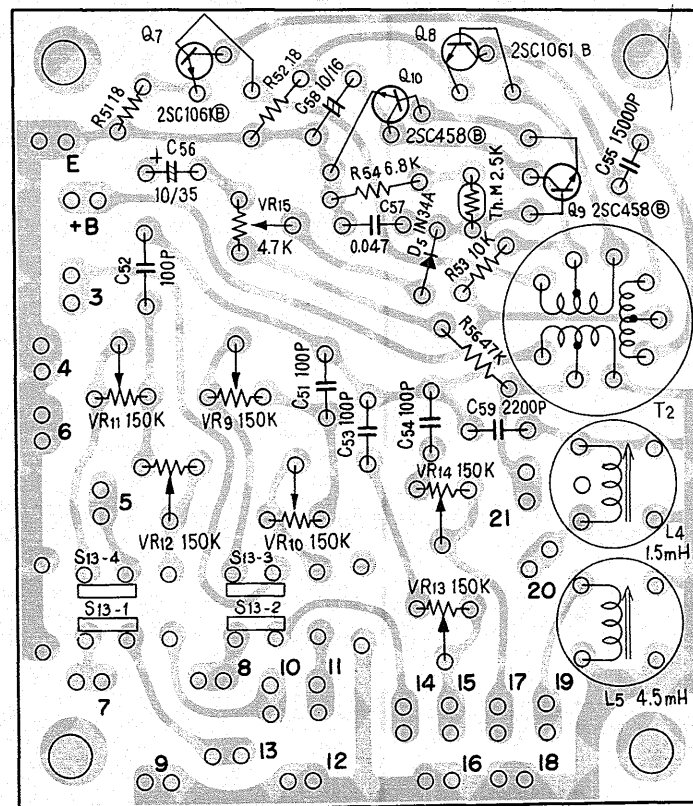 Q7
Q8
2SC1061 B
R51 18
R52 18
C58 10/16
Q10
2SC1061 Ⓑ
2SC458 Ⓑ
C55 15000P
E
C56
+
10/35
R54 6.8K
Th. M 2.5K
Q9 2SC458 Ⓑ
+B
VR15
4.7K
C57
0.047
D5 IN34A
R53 10K
C52
100P
3
4
R56 47K
VR11 150K
VR9 150K
C51 100P
C53 100P
C54 100P
C59 2200P
T2
6
5
VR14 150K
21
VR12 150K
VR10 150K
L4
1.5mH
S13-4
S13-3
20
S13-1
S13-2
VR13 150K
7
8
10
11
14
15
17
19
L5 4.5mH
13
9
12
16
18